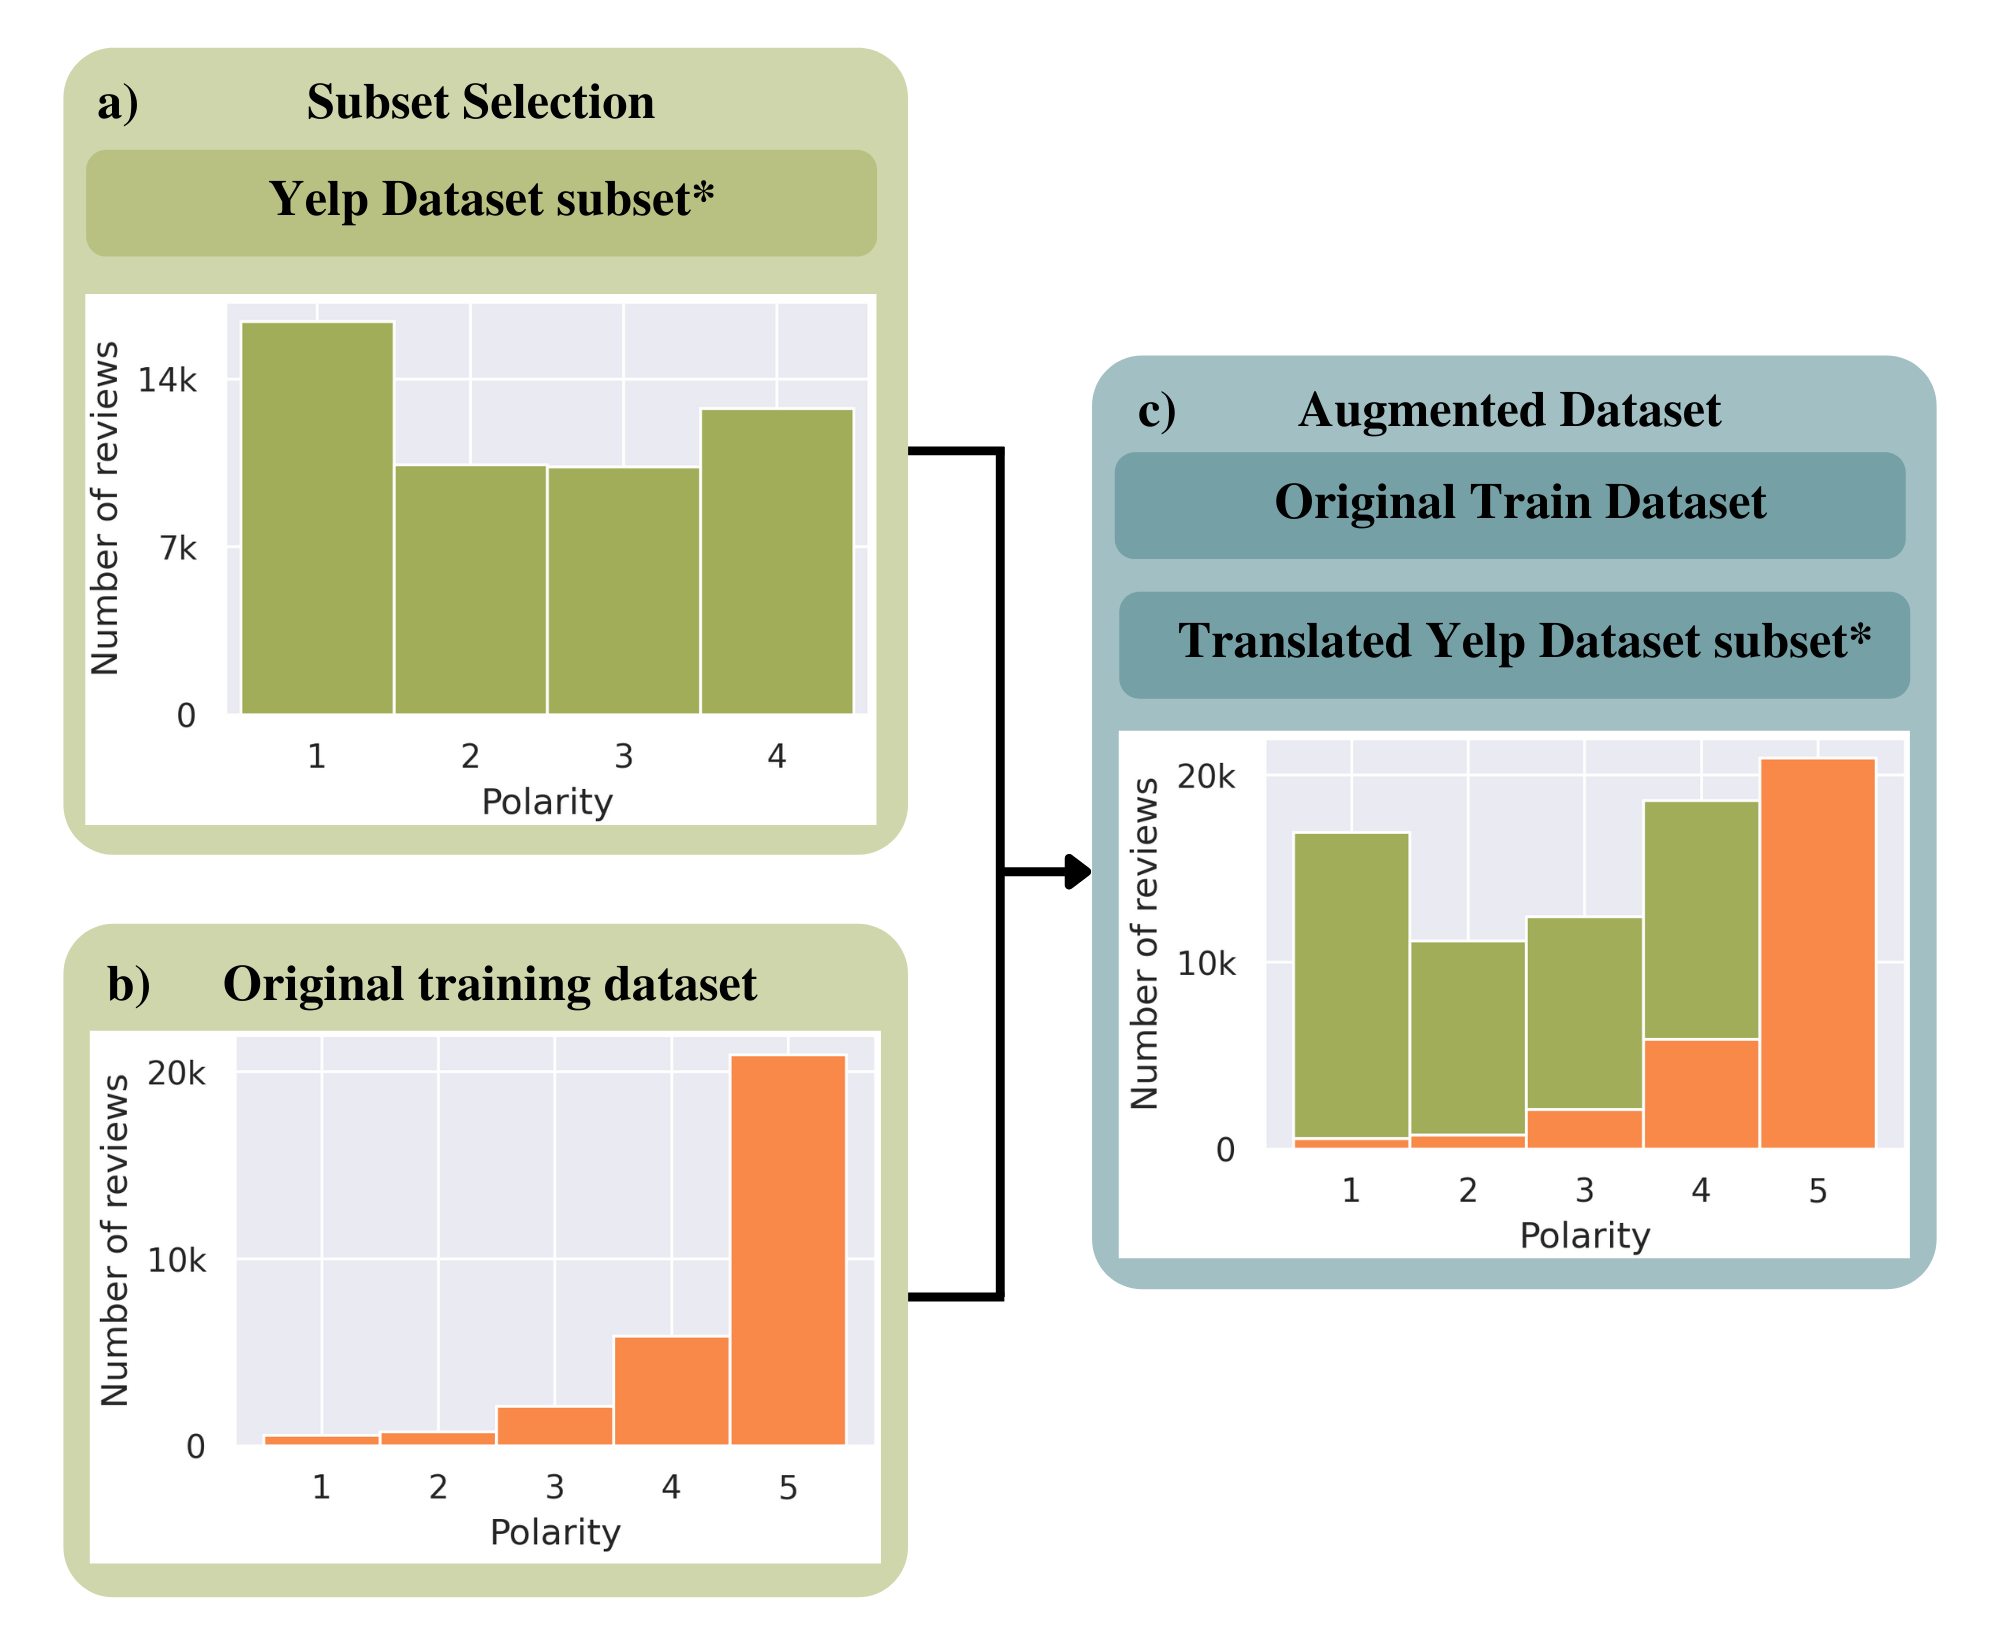 a)
Subset Selection
Yelp Dataset subset*
Number of reviews
14k
7k
0
1 2 3 4
Polarity
b)
Original training dataset
Number of reviews
20k
10k
0
1 2 3 4 5
Polarity
c)
Augmented Dataset
Original Train Dataset
Translated Yelp Dataset subset*
Number of reviews
20k
10k
0
1 2 3 4 5
Polarity